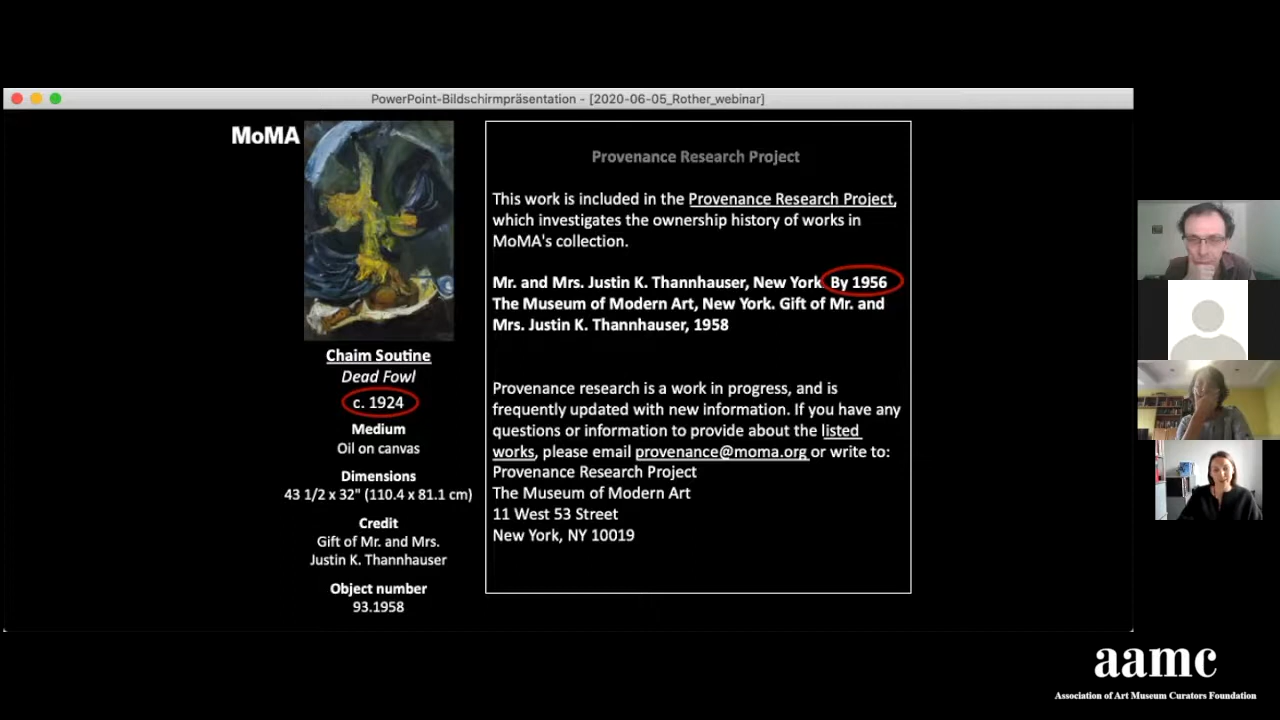 PowerPoint-Bildschirmpräsentation - [2020-06-05_Rother_webinar]
MoMA
Chaim Soutine
Dead Fowl
c. 1924
Medium
Oil on canvas
Dimensions
43 1/2 x 32" (110.4 x 81.1 cm)
Credit
Gift of Mr. and Mrs.
Justin K. Thannhauser
Object number
93.1958
Provenance Research Project
This work is included in the Provenance Research Project,
which investigates the ownership history of works in
MoMA's collection.
Mr. and Mrs. Justin K. Thannhauser, New York. By 1956
The Museum of Modern Art, New York. Gift of Mr. and
Mrs. Justin K. Thannhauser, 1958
Provenance research is a work in progress, and is
frequently updated with new information. If you have any
questions or information to provide about the listed
works, please email provenance@moma.org or write to:
Provenance Research Project
The Museum of Modern Art
11 West 53 Street
New York, NY 10019
aamc
Association of Art Museum Curators Foundation